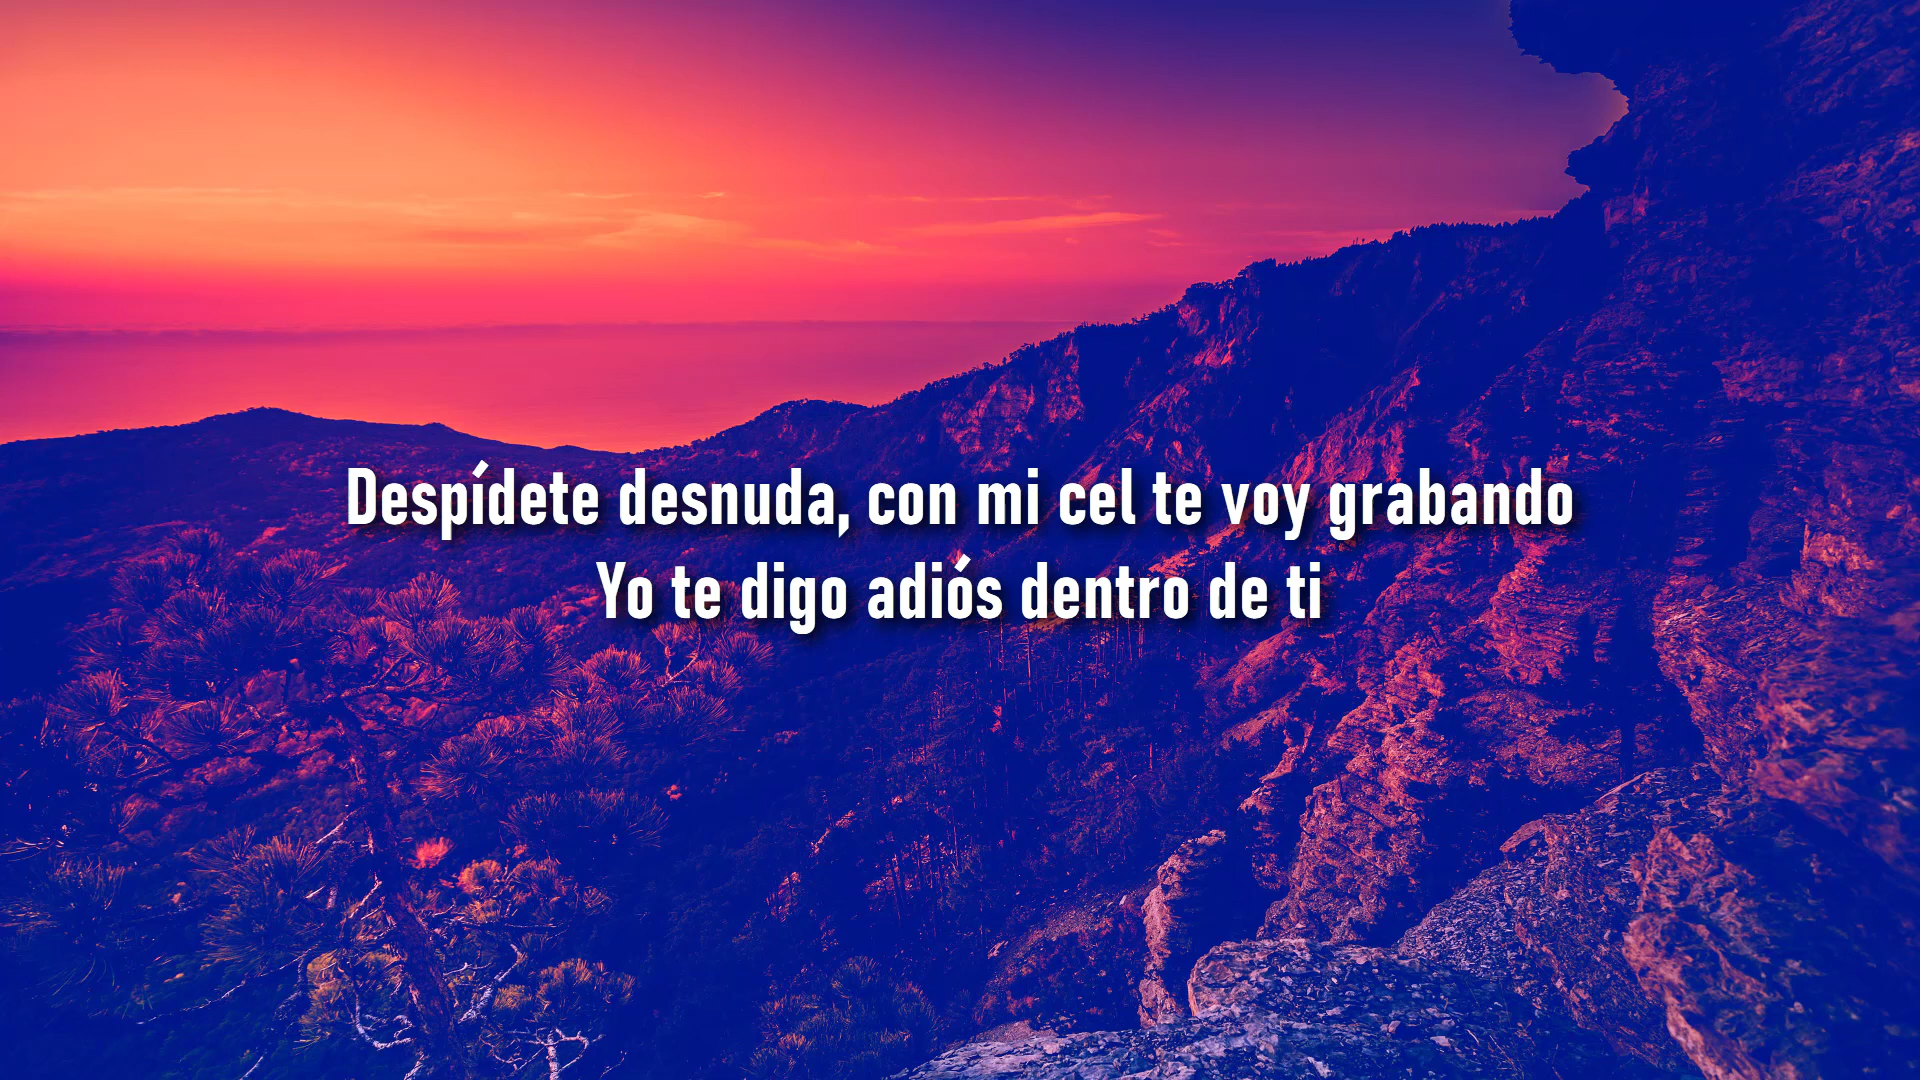 Despídete desnuda, con mi cel te voy grabando
Yo te digo adiós dentro de ti